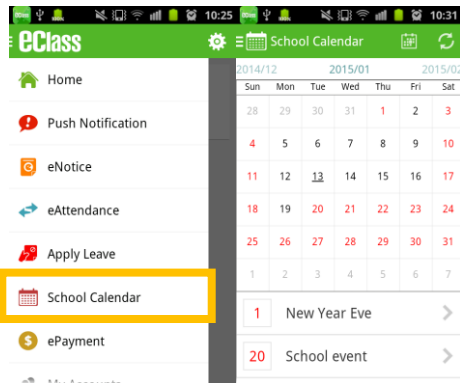 10:25
eClass
Home
Push Notification
eNotice
eAttendance
Apply Leave
School Calendar
ePayment
My Accounts
10:31
School Calendar
2014/12 2015/01 2015/02
Sun Mon Tue Wed Thu Fri Sat
28 29 30 31 1 2 3
4 5 6 7 8 9 10
11 12 13 14 15 16 17
18 19 20 21 22 23 24
25 26 27 28 29 30 31
1 2 3 4 5 6 7
1 New Year Eve
20 School event